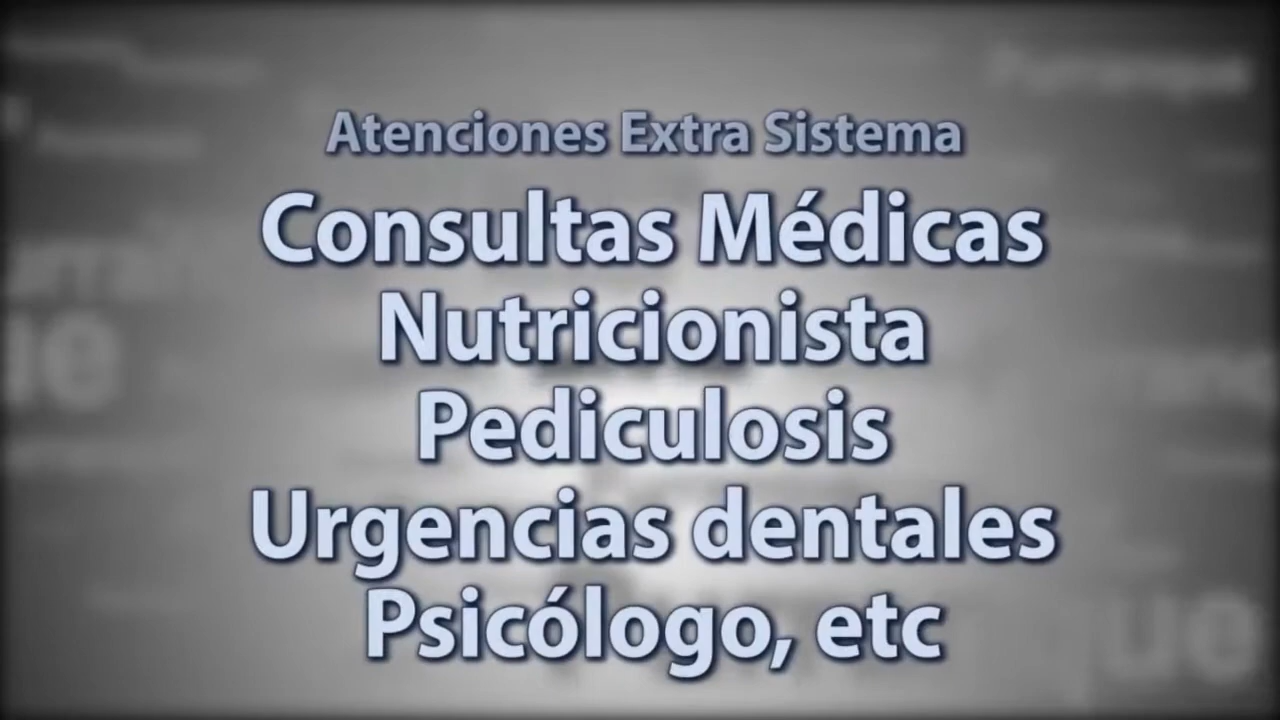 Atenciones Extra Sistema
Consultas Médicas
Nutricionista
Pediculosis
Urgencias dentales
Psicólogo, etc